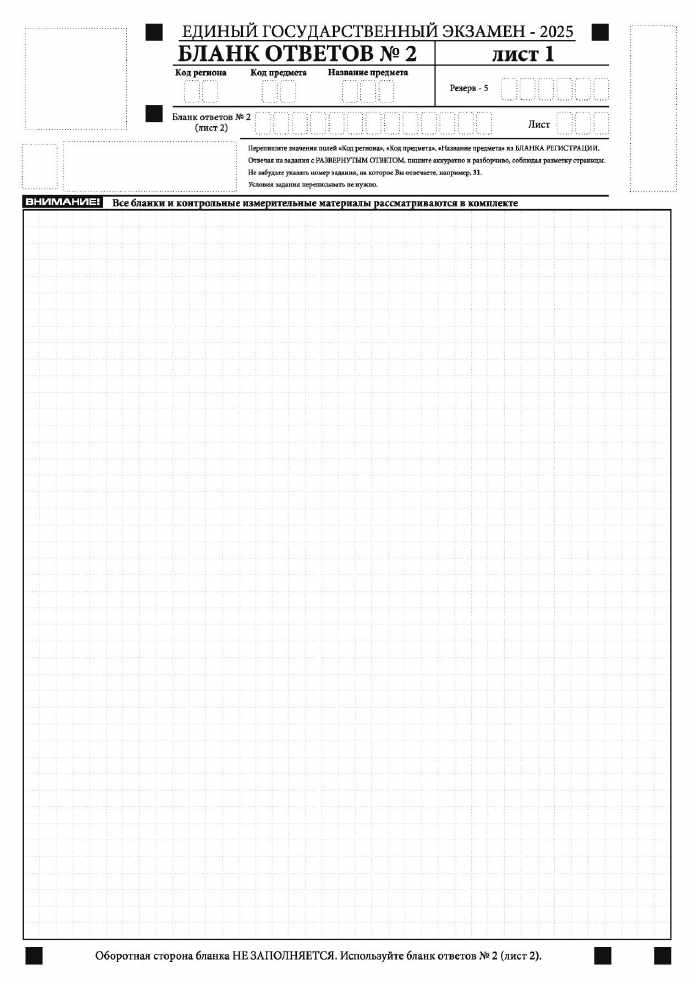 ЕДИНЫЙ ГОСУДАРСТВЕННЫЙ ЭКЗАМЕН - 2025
БЛАНК ОТВЕТОВ № 2
лист 1
Код региона Код предмета Название предмета
Резерв - 5
Бланк ответов № 2
(лист 2)
Лист
Перепишите значения полей «Код региона», «Код предмета», «Название предмета» из БЛАНКА РЕГИСТРАЦИИ.
Отвечая на задания с РАЗВЕРНУТЫМ ОТВЕТОМ, пишите аккуратно и разборчиво, соблюдая разметку страницы.
Не забудьте указать номер задания, на которое Вы отвечаете, например, 31.
Условия задания переписывать не нужно.
ВНИМАНИЕ! Все бланки и контрольные измерительные материалы рассматриваются в комплекте
Оборотная сторона бланка НЕ ЗАПОЛНЯЕТСЯ. Используйте бланк ответов № 2 (лист 2).